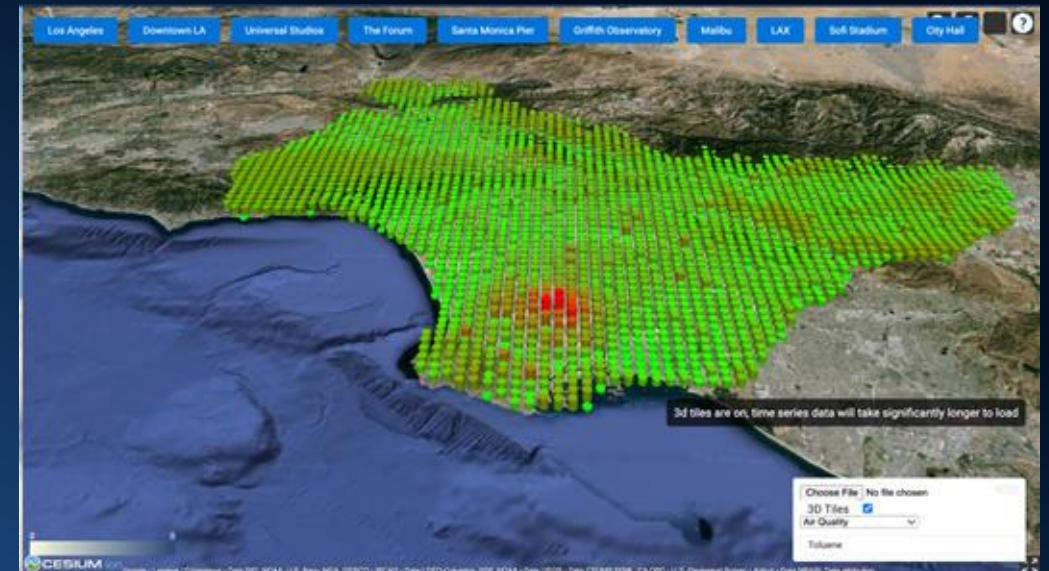 Los Angeles
Downtown LA
Universal Studios
The Forum
Santa Monica Pier
Griffith Observatory
Malibu
LAX
Sofi Stadium
City Hall
?
3d tiles are on, time series data will take significantly longer to load
Choose File No file chosen
3D Tiles
Air Quality
Toluene
CESIUM